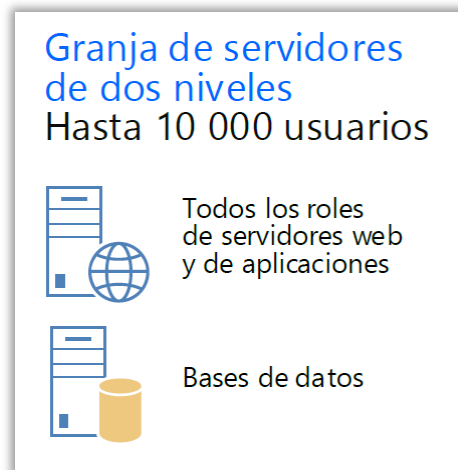 Granja de servidores
de dos niveles
Hasta 10 000 usuarios
Todos los roles
de servidores web
y de aplicaciones
Bases de datos